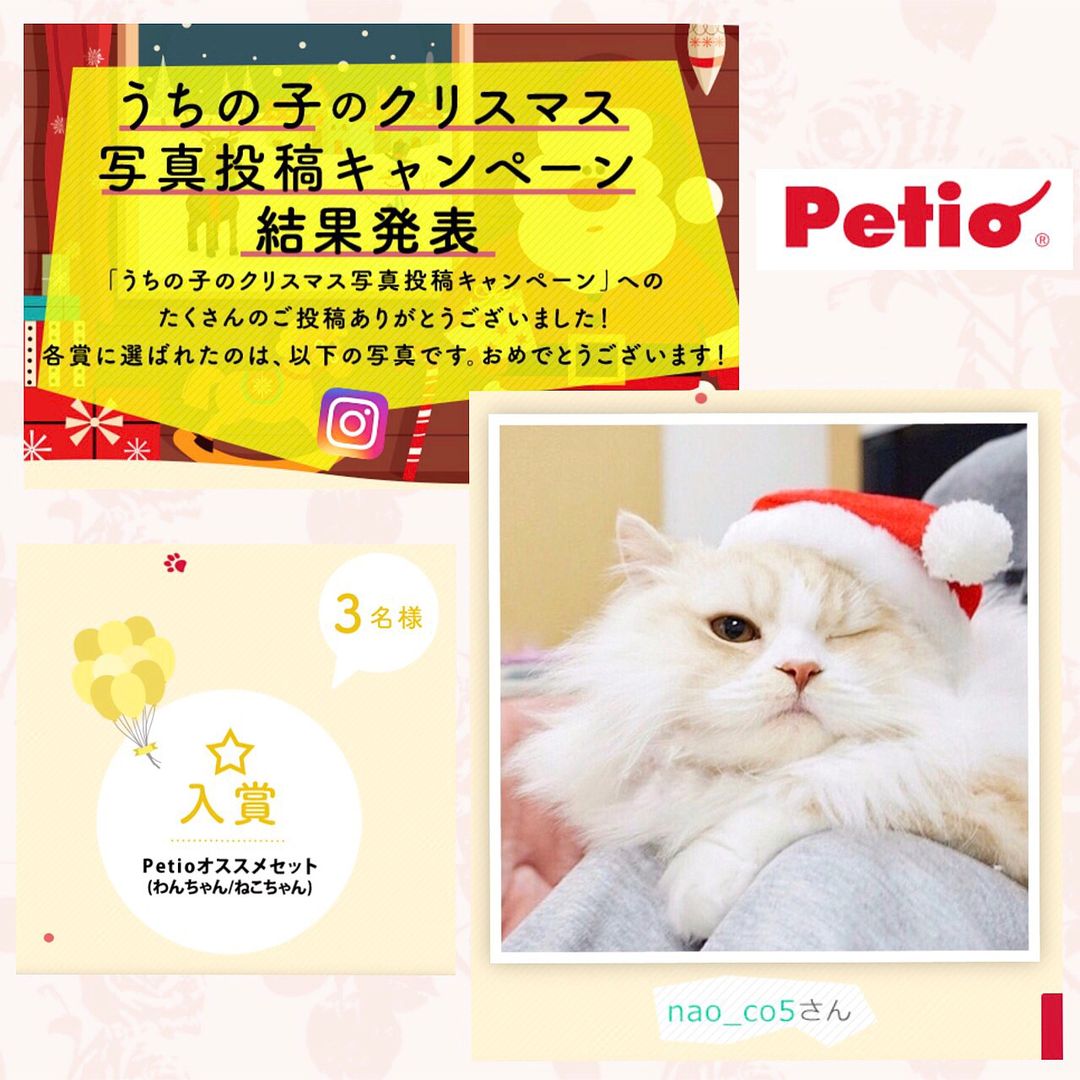 うちの子のクリスマス
写真投稿キャンペーン
結果発表
「うちの子のクリスマス写真投稿キャンペーン」への
たくさんのご投稿ありがとうございました!
各賞に選ばれたのは、以下の写真です。おめでとうございます!
Petio®
3名様
入賞
Petioオススメセット
(わんちゃん/ねこちゃん)
nao_co5さん